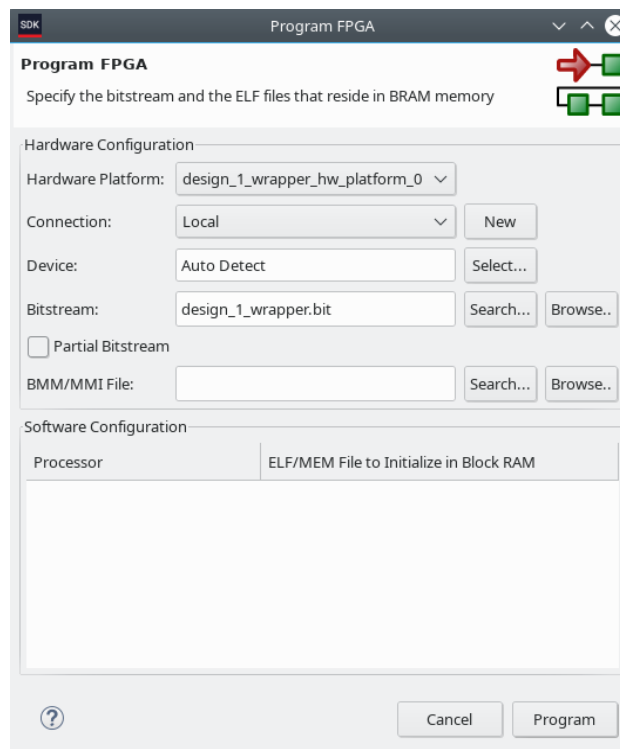 SDK Program FPGA
Program FPGA
Specify the bitstream and the ELF files that reside in BRAM memory
Hardware Configuration
Hardware Platform: design_1_wrapper_hw_platform_0
Connection: Local New
Device: Auto Detect Select...
Bitstream: design_1_wrapper.bit Search... Browse..
Partial Bitstream
BMM/MMI File: Search... Browse..
Software Configuration
Processor ELF/MEM File to Initialize in Block RAM
? Cancel Program